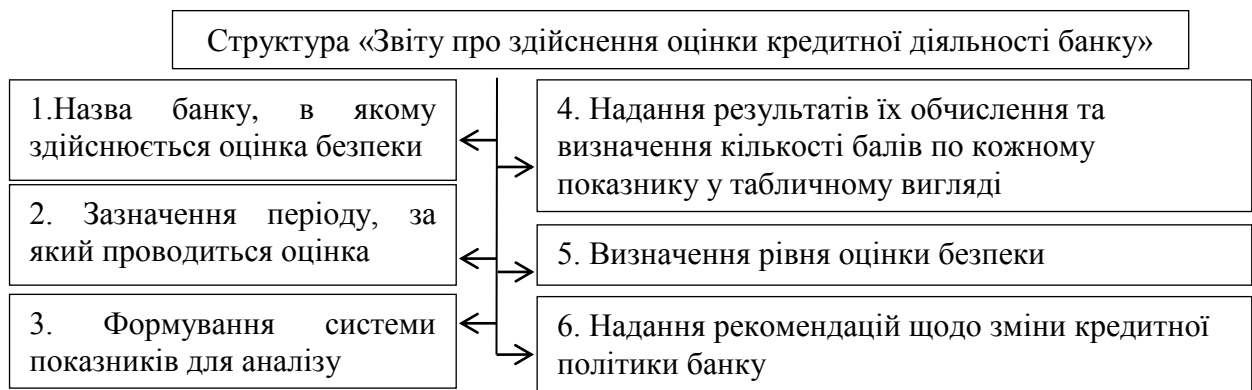 Структура «Звіту про здійснення оцінки кредитної діяльності банку»
1.Назва банку, в якому
здійснюється оцінка безпеки
2. Зазначення періоду, за
який проводиться оцінка
3. Формування системи
показників для аналізу
4. Надання результатів їх обчислення та
визначення кількості балів по кожному
показнику у табличному вигляді
5. Визначення рівня оцінки безпеки
6. Надання рекомендацій щодо зміни кредитної
політики банку